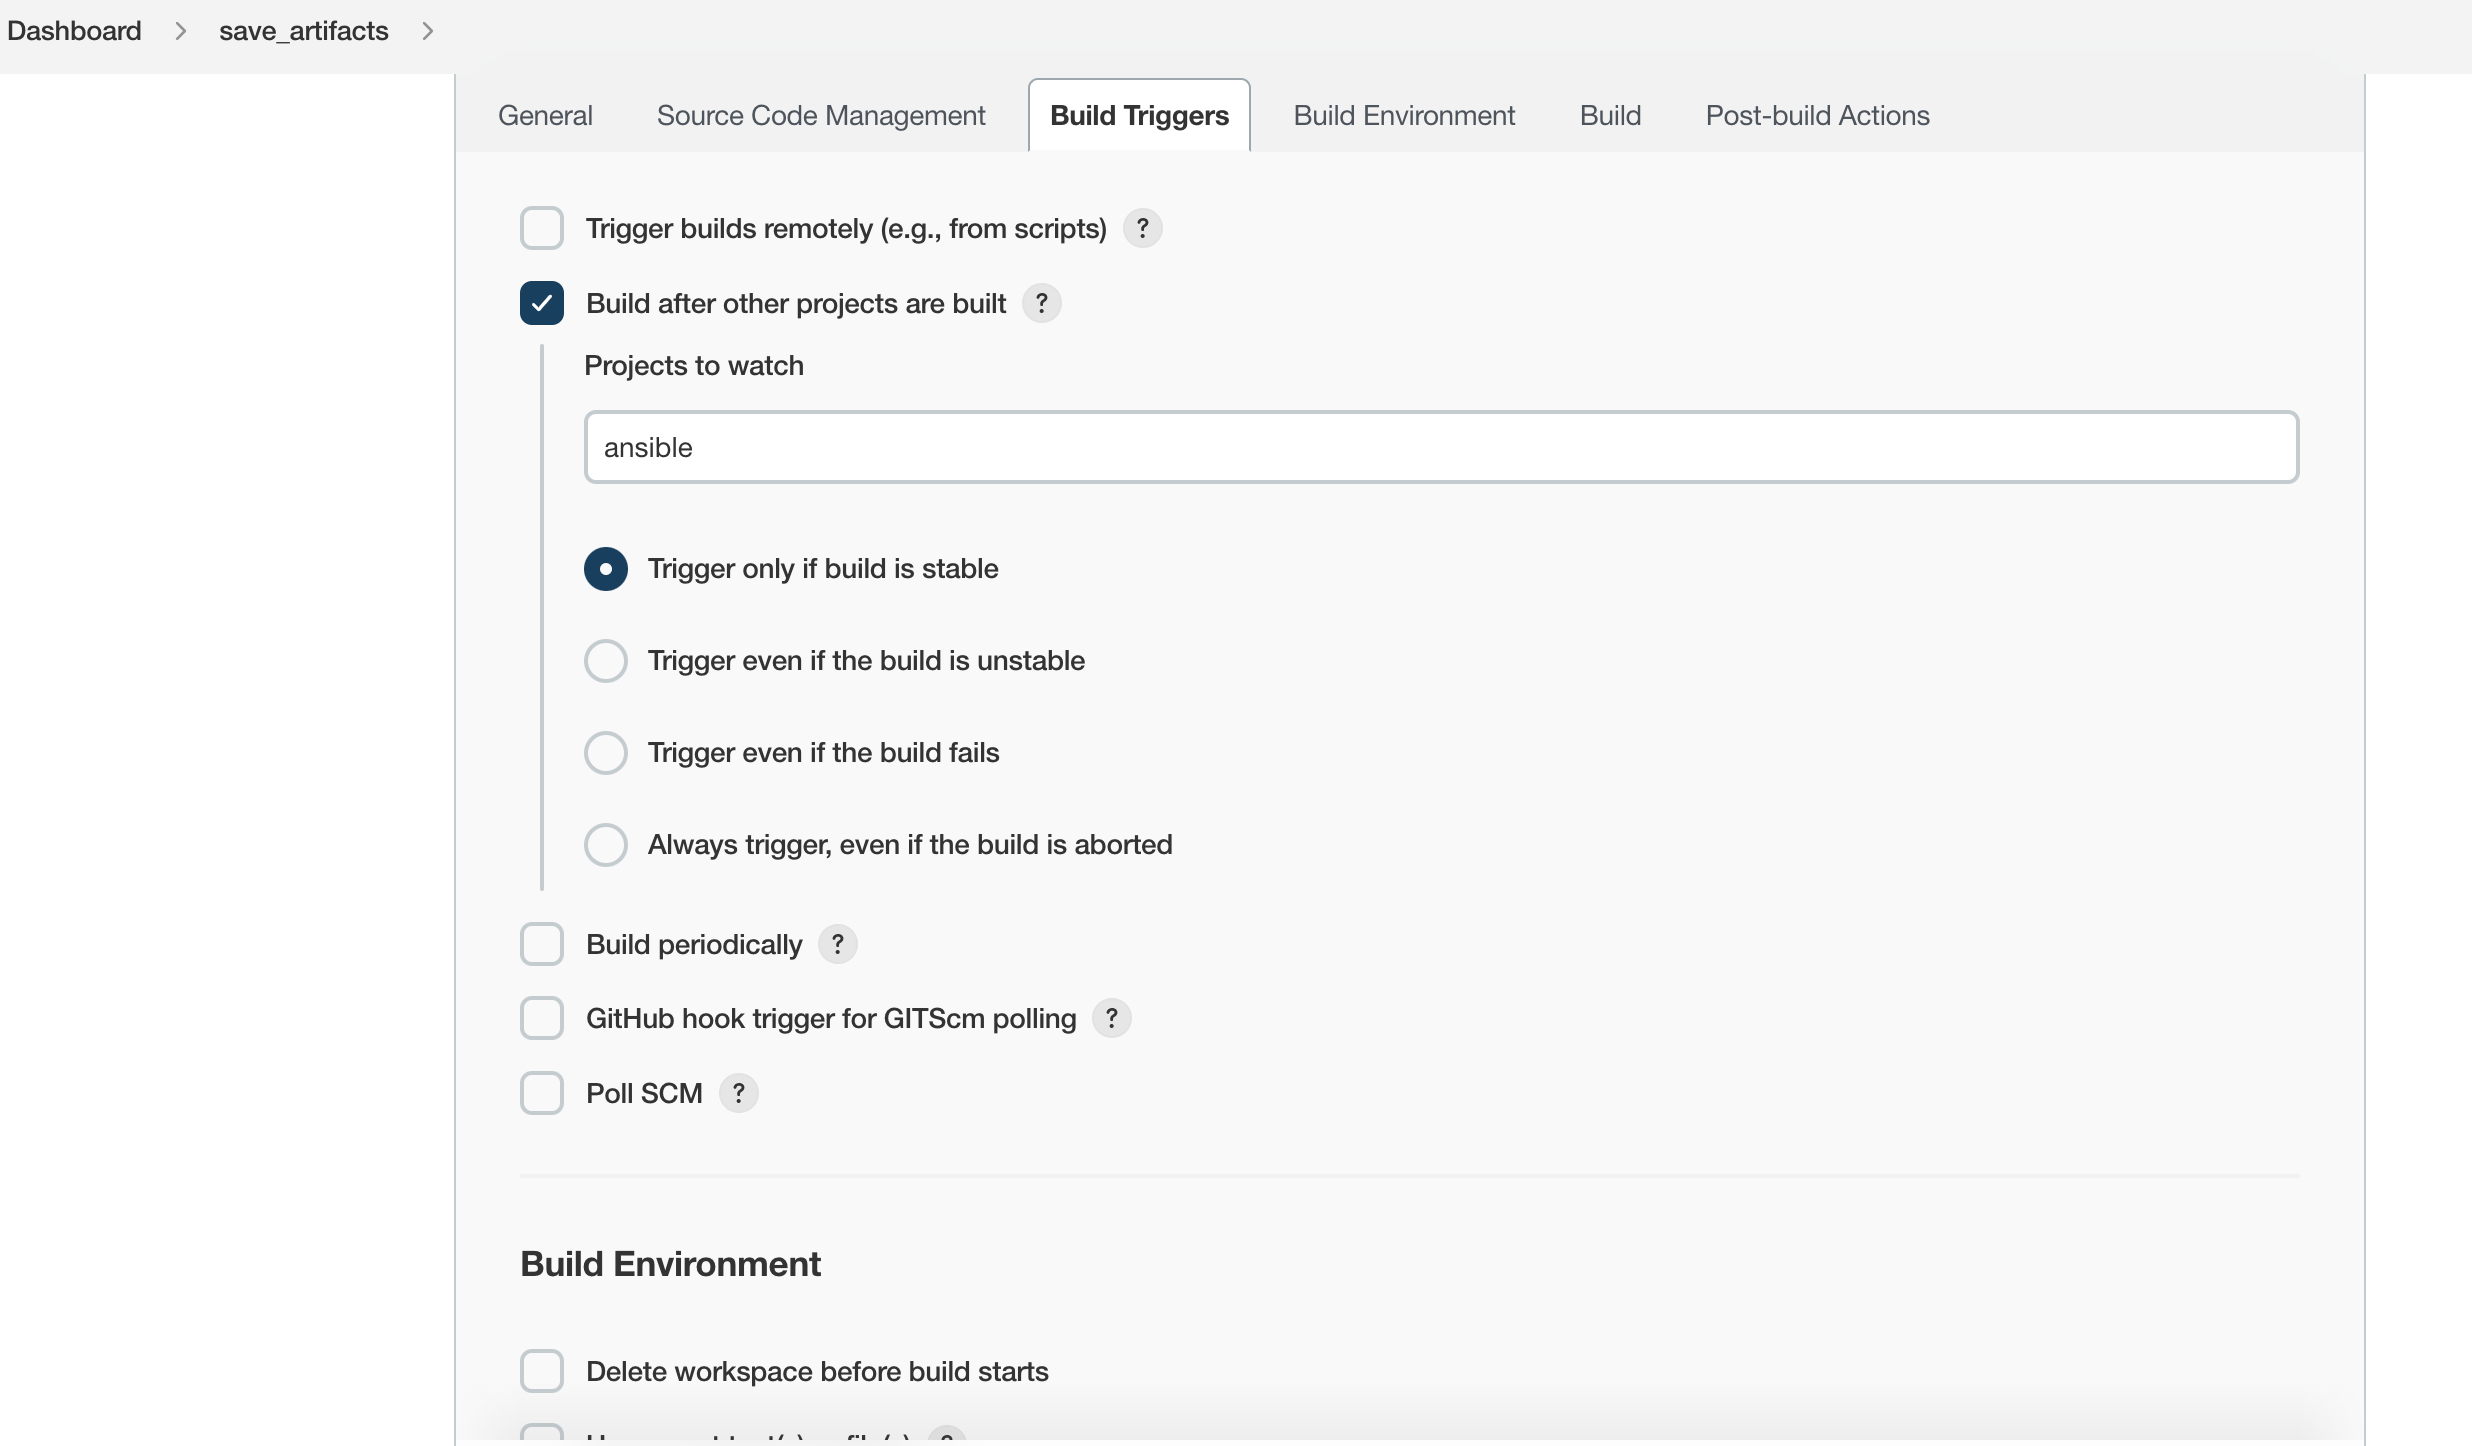 Dashboard > save_artifacts >
General Source Code Management Build Triggers Build Environment Build Post-build Actions
Trigger builds remotely (e.g., from scripts) ?
Build after other projects are built ?
Projects to watch
ansible
Trigger only if build is stable
Trigger even if the build is unstable
Trigger even if the build fails
Always trigger, even if the build is aborted
Build periodically ?
GitHub hook trigger for GITScm polling ?
Poll SCM ?
Build Environment
Delete workspace before build starts